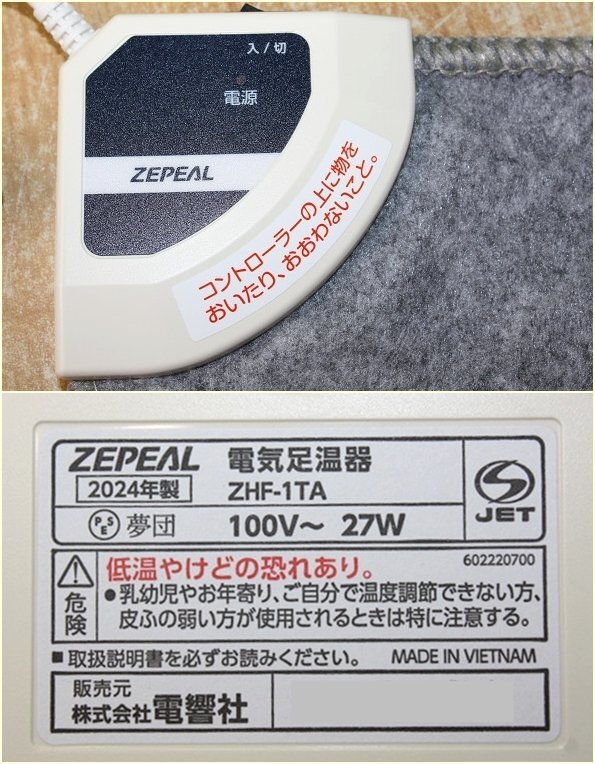 入/切
電源
ZEPEAL
コントローラーの上に物を
おいたり、おおわないこと。
ZEPEAL 電気足温器
2024年製 ZHF-1TA
JET
PSE 夢団 100V～ 27W
低温やけどの恐れあり。 602220700
危険
●乳幼児やお年寄り、ご自分で温度調節できない方、
皮ふの弱い方が使用されるときは特に注意する。
■取扱説明書を必ずお読みください。 MADE IN VIETNAM
販売元
株式会社電響社